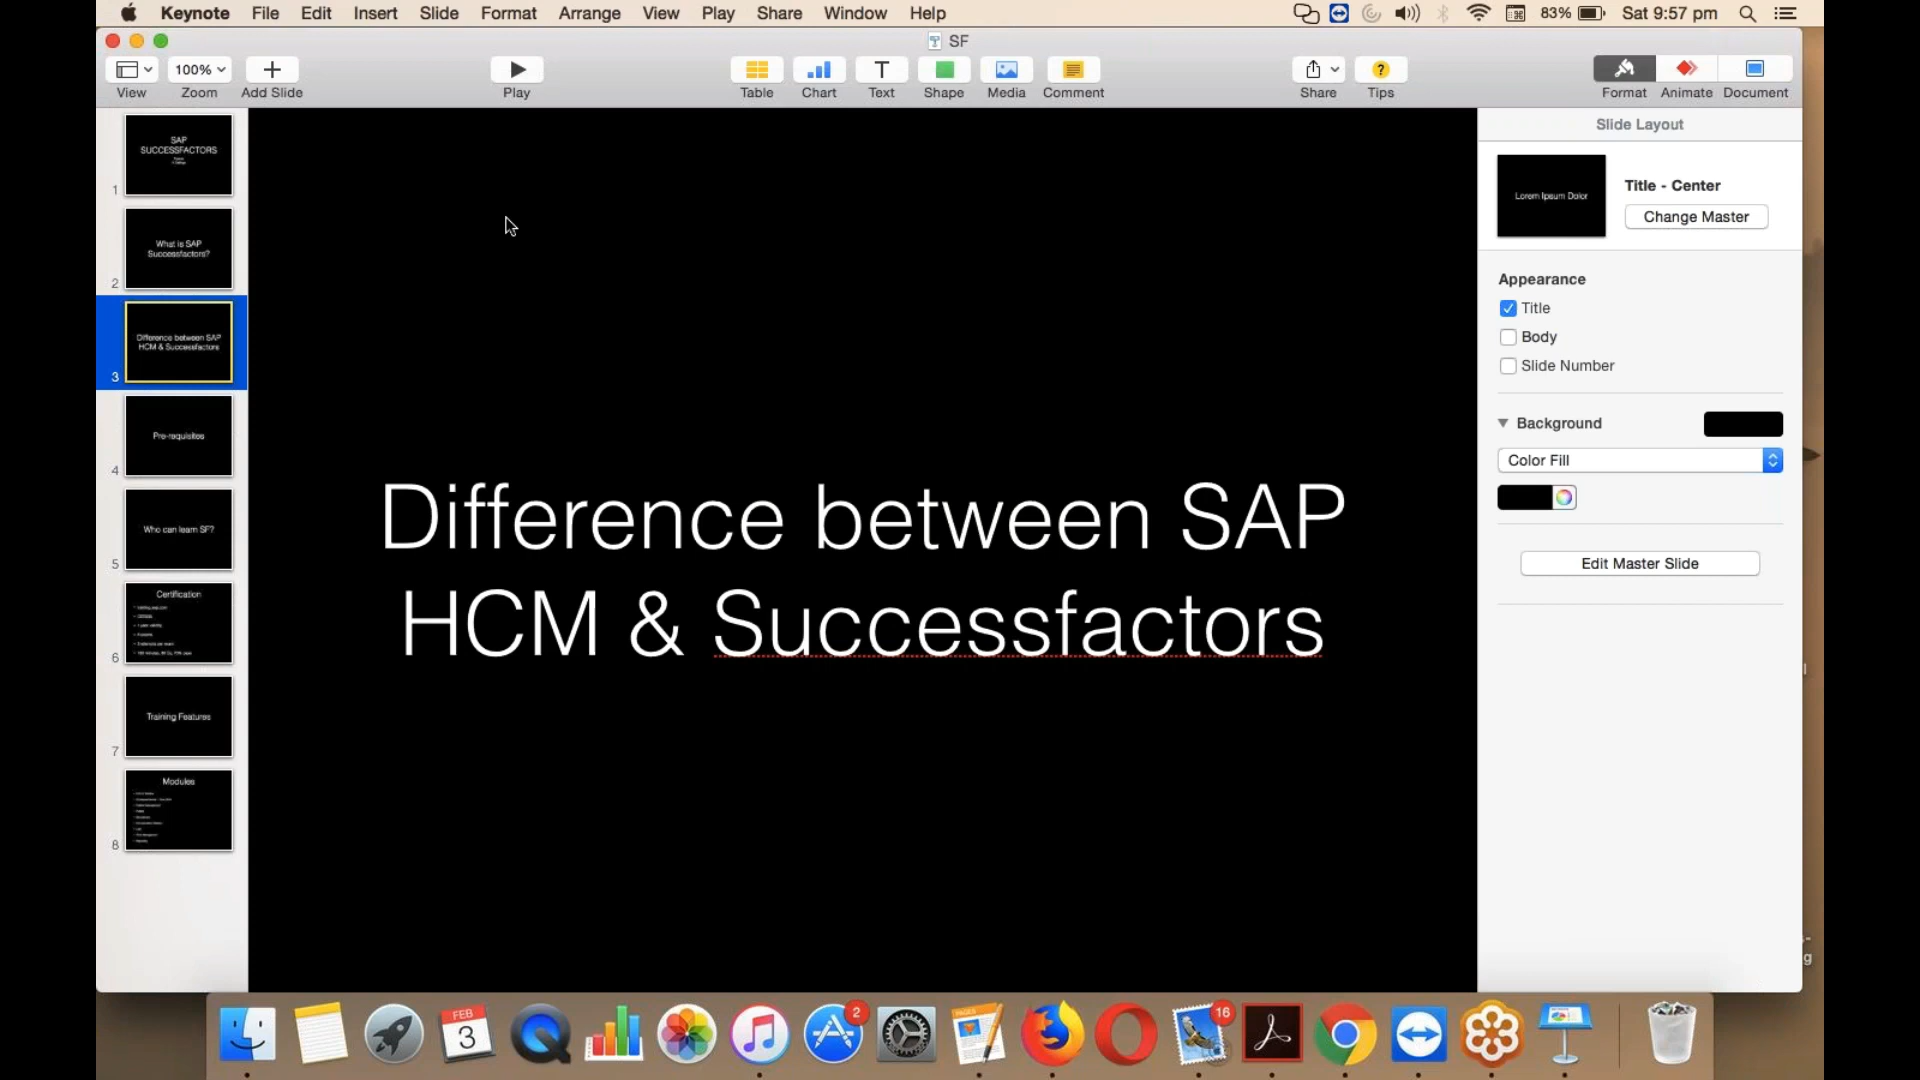 Keynote File Edit Insert Slide Format Arrange View Play Share Window Help
83% Sat 9:57 pm
SF
100%
View Zoom Add Slide Play Table Chart Text Shape Media Comment Share Tips Format Animate Document
SAP
SUCCESSFACTORS
1
What is SAP
Successfactors?
2
Difference between SAP
HCM & Successfactors
3
Pre-requisites
4
Who can learn SF?
5
Certification
6
Training Features
7
Modules
8
Difference between SAP
HCM & Successfactors
Slide Layout
Lorem Ipsum Dolor
Title - Center
Change Master
Appearance
Title
Body
Slide Number
Background
Color Fill
Edit Master Slide
FEB
3
2
PAGES
16